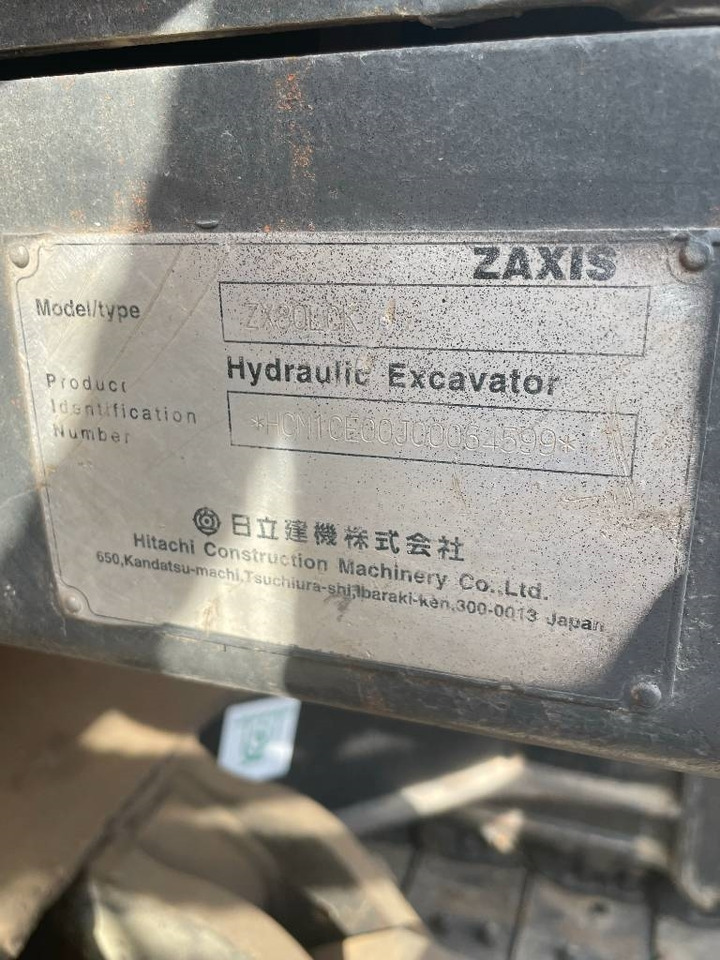 ZAXIS
Model/type
Hydraulic Excavator
Product
Identification
Number
日立建機株式会社
Hitachi Construction Machinery Co.,Ltd.
650,Kandatsu-machi,Tsuchiura-shi,Ibaraki-ken,300-0013 Japan